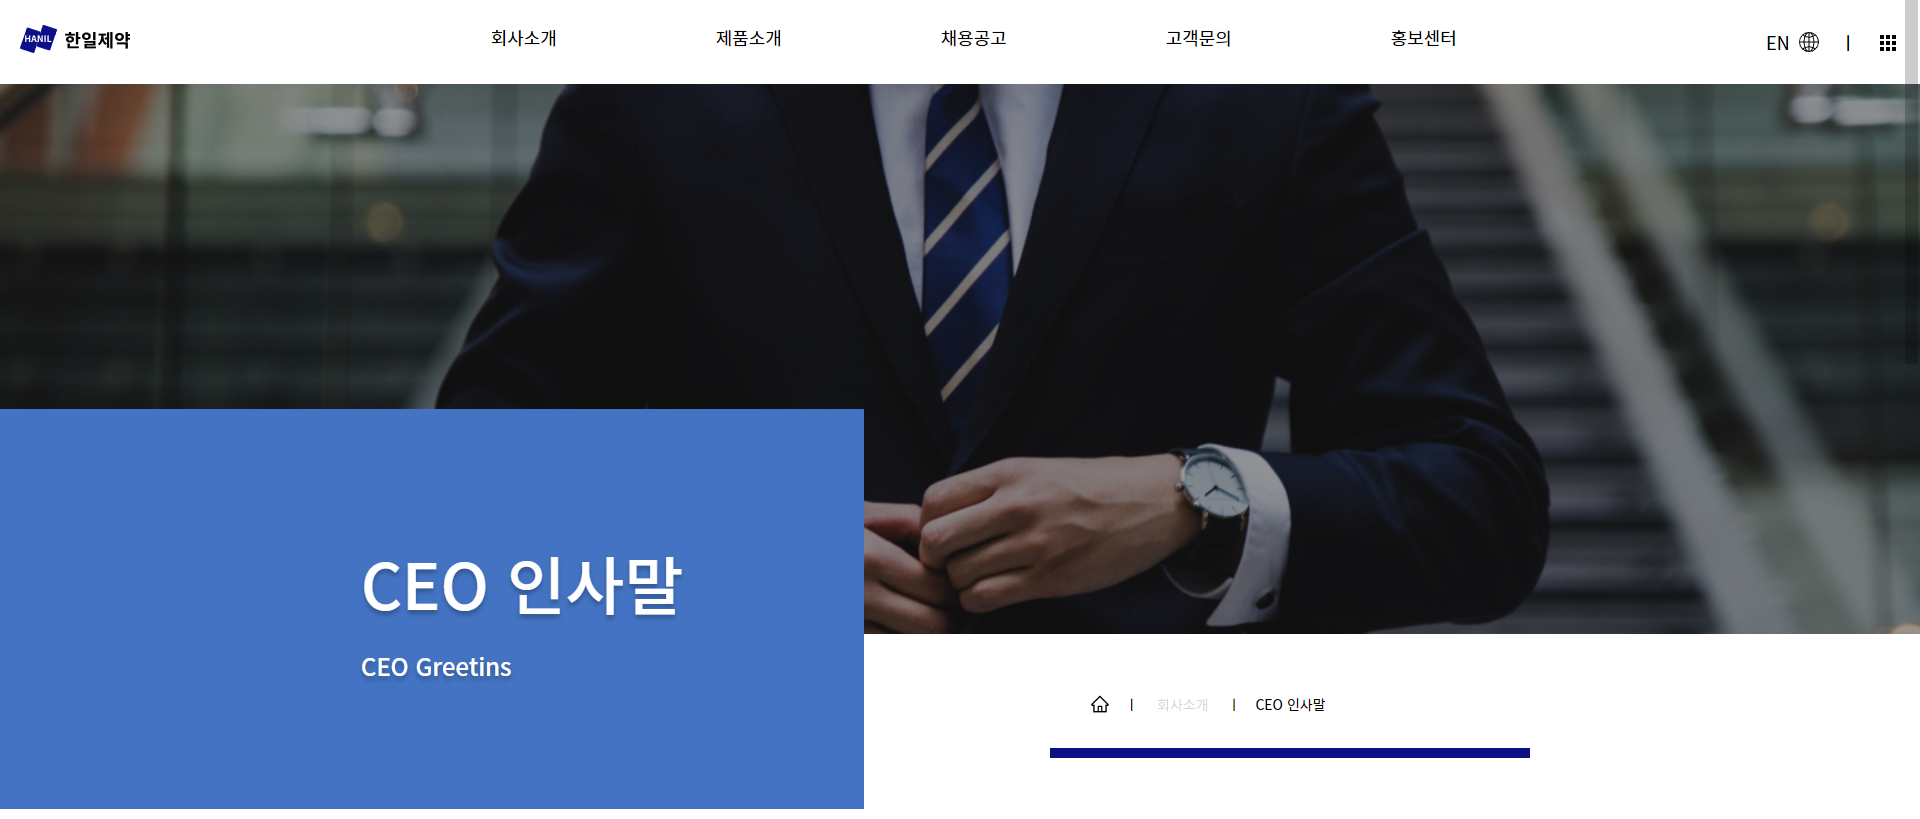 HANIL 한일제약
회사소개 제품소개 채용공고 고객문의 홍보센터
EN |
CEO 인사말
CEO Greetins
| 회사소개 | CEO 인사말